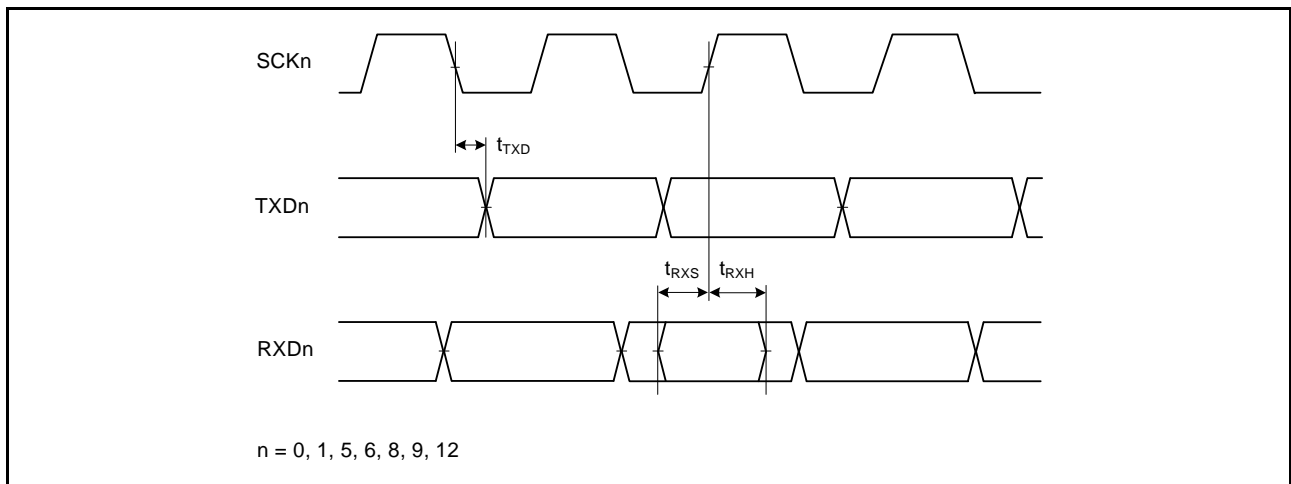 SCKn
tTXD
TXDn
tRXS tRXH
RXDn
n = 0, 1, 5, 6, 8, 9, 12